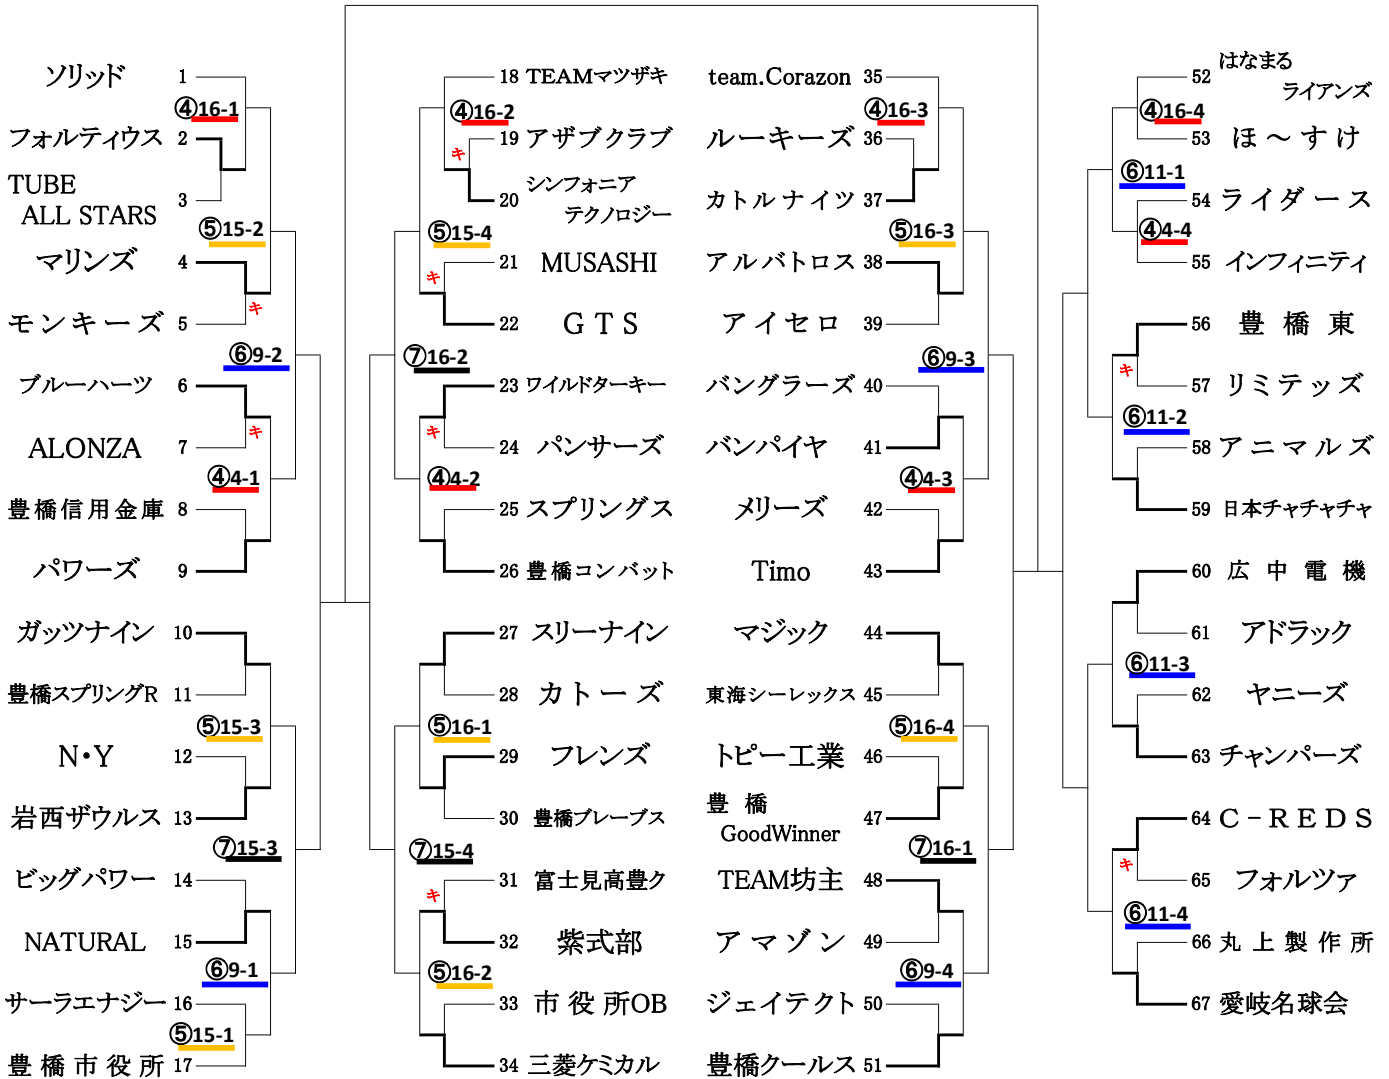 ソリッド 1
④16-1
フォルティウス 2
TUBE
ALL STARS 3
⑤15-2
マリンズ 4
キ
モンキーズ 5
⑥9-2
ブルーハーツ 6
キ
ALONZA 7
④4-1
豊橋信用金庫 8
パワーズ 9
ガッツナイン 10
豊橋スプリングR 11
⑤15-3
N・Y 12
岩西ザウルス 13
⑦15-3
ビッグパワー 14
NATURAL 15
⑥9-1
サーラエナジー 16
⑤15-1
豊橋市役所 17
18 TEAMマツザキ
④16-2
19 アザブクラブ
キ
20 シンフォニア
テクノロジー
⑤15-4
21 MUSASHI
キ
22 GTS
⑦16-2
23 ワイルドターキー
キ
24 パンサーズ
④4-2
25 スプリングス
26 豊橋コンバット
27 スリーナイン
28 カトーズ
⑤16-1
29 フレンズ
30 豊橋ブレーブス
⑦15-4
31 富士見高豊ク
キ
32 紫式部
⑤16-2
33 市役所OB
34 三菱ケミカル
team.Corazon 35
④16-3
ルーキーズ 36
カトルナイツ 37
⑤16-3
アルバトロス 38
アイセロ 39
⑥9-3
バングラーズ 40
バンパイヤ 41
④4-3
メリーズ 42
Timo 43
マジック 44
東海シーレックス 45
⑤16-4
トピー工業 46
豊橋
GoodWinner 47
⑦16-1
TEAM坊主 48
アマゾン 49
⑥9-4
ジェイテクト 50
豊橋クールス 51
52 はなまる
ライアンズ
④16-4
53 ほ～すけ
⑥11-1
54 ライダース
④4-4
55 インフィニティ
56 豊橋東
キ
57 リミテッズ
⑥11-2
58 アニマルズ
59 日本チャチャチャ
60 広中電機
61 アドラック
⑥11-3
62 ヤニーズ
63 チャンパーズ
64 C-REDS
キ
65 フォルツァ
⑥11-4
66 丸上製作所
67 愛岐名球会